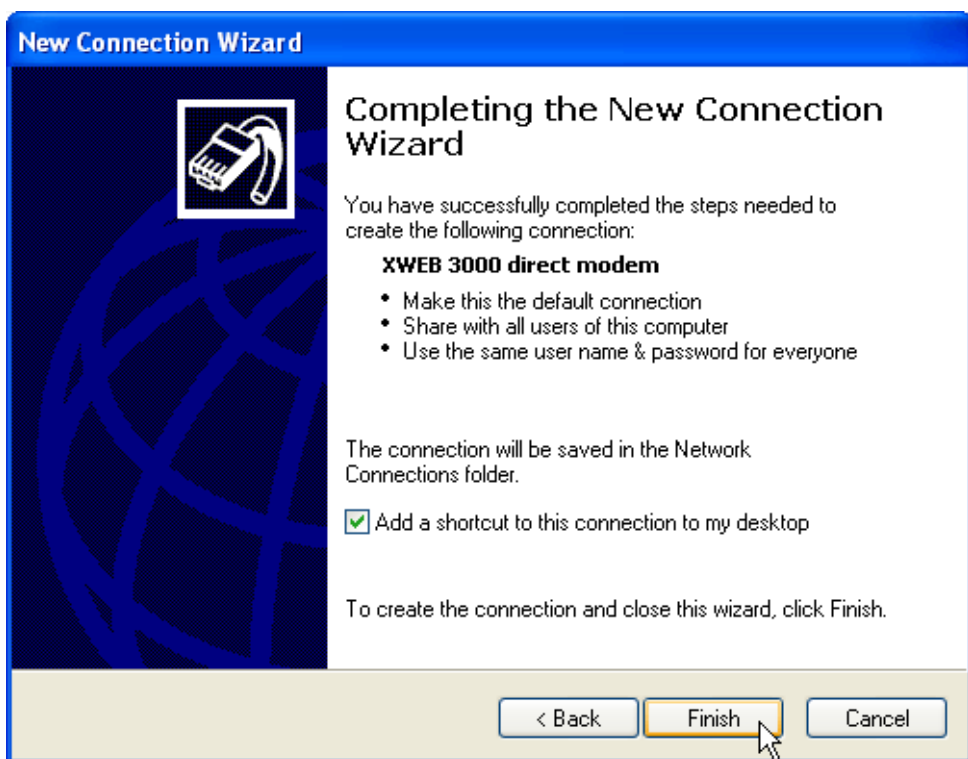 New Connection Wizard
Completing the New Connection
Wizard
You have successfully completed the steps needed to
create the following connection:
XWEB 3000 direct modem
• Make this the default connection
• Share with all users of this computer
• Use the same user name & password for everyone
The connection will be saved in the Network
Connections folder.
Add a shortcut to this connection to my desktop
To create the connection and close this wizard, click Finish.
< Back Finish Cancel